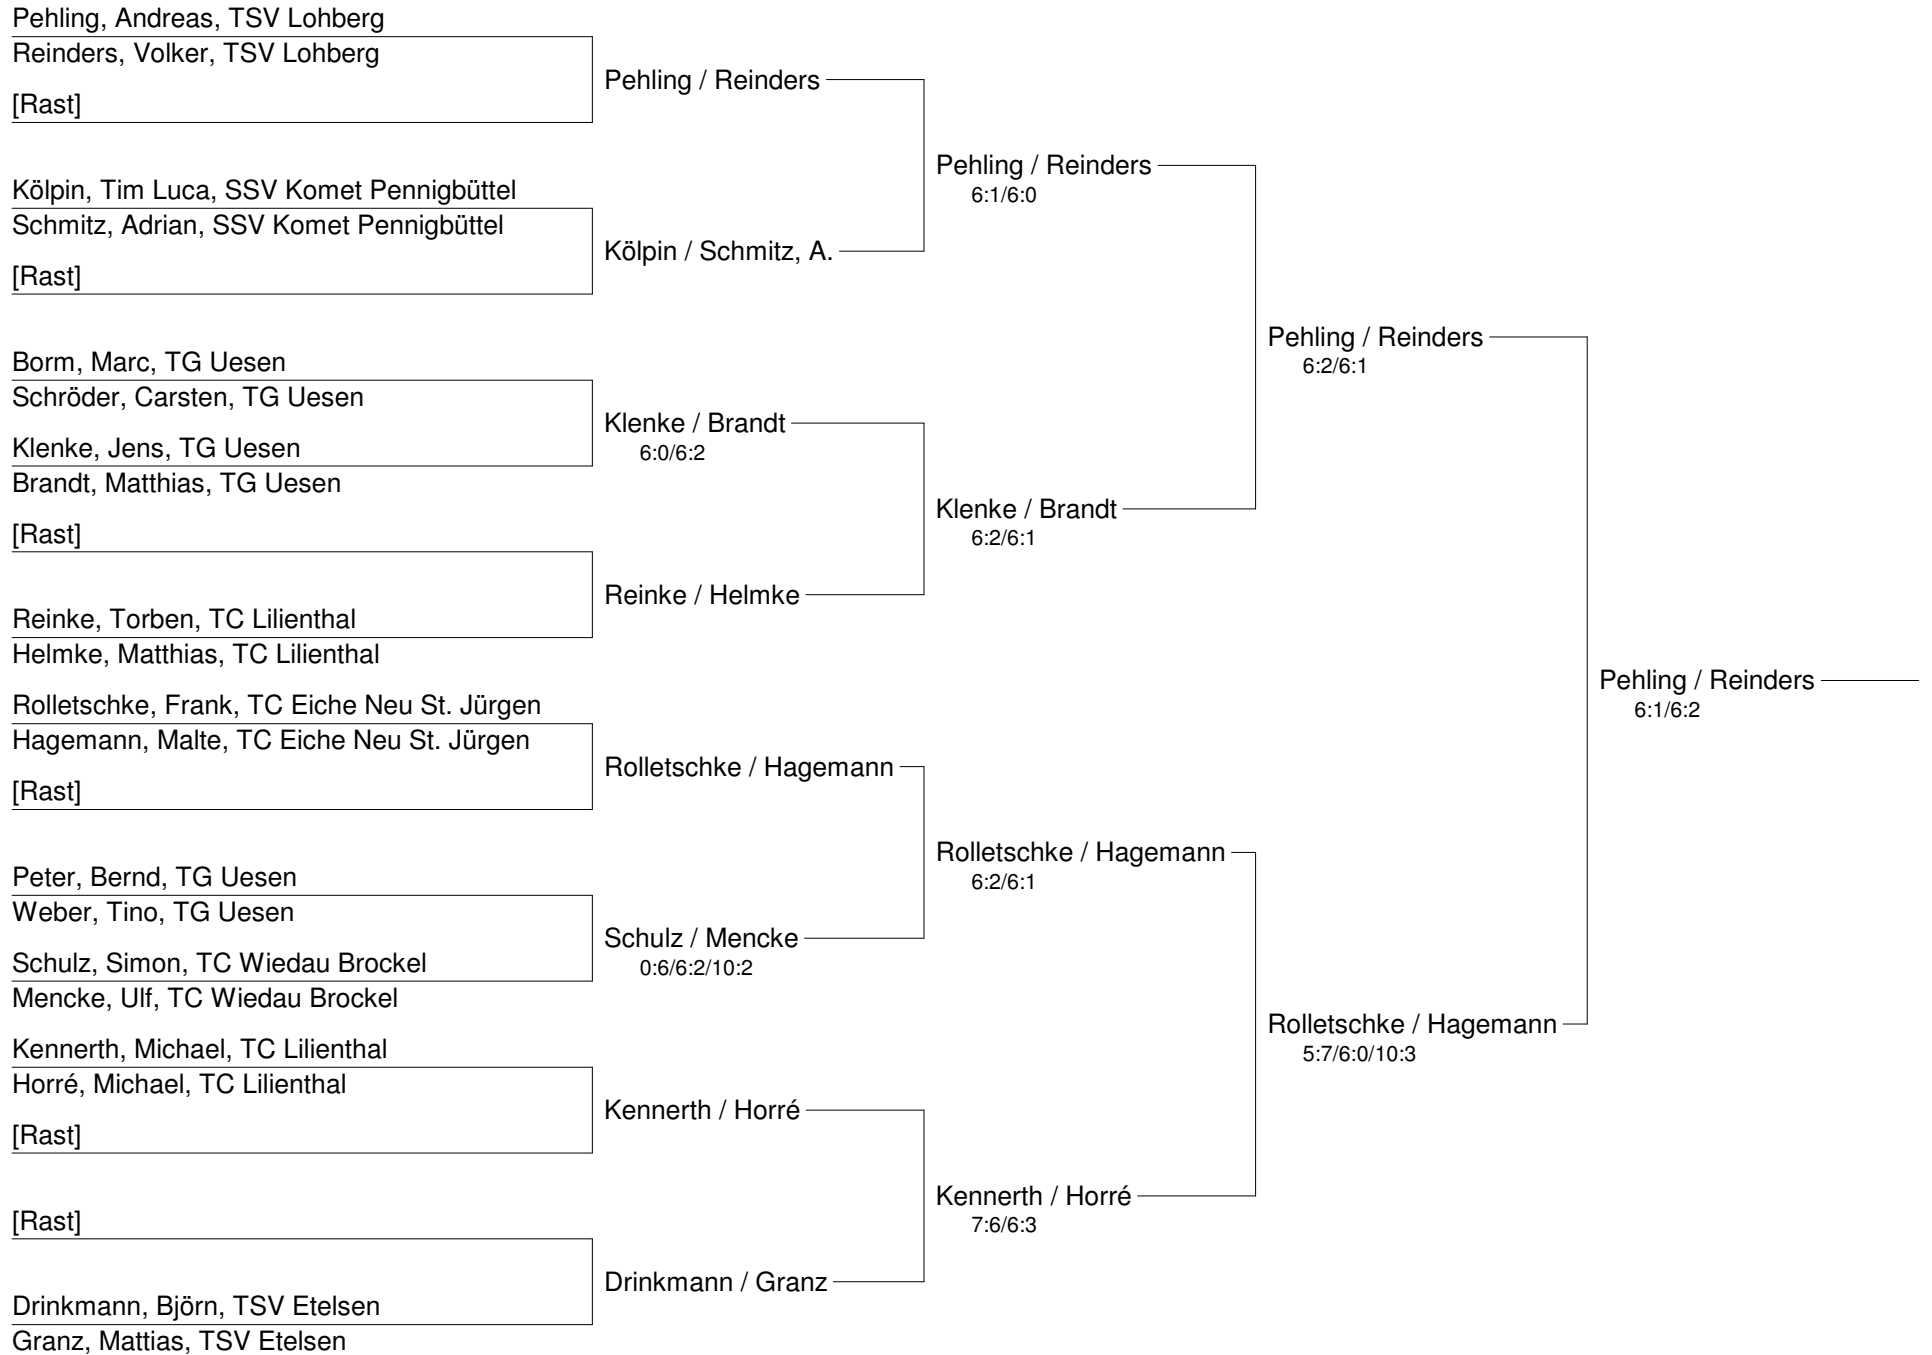 Pehling, Andreas, TSV Lohberg
Reinders, Volker, TSV Lohberg
[Rast]
Kölpin, Tim Luca, SSV Komet Pennigbüttel
Schmitz, Adrian, SSV Komet Pennigbüttel
[Rast]
Borm, Marc, TG Uesen
Schröder, Carsten, TG Uesen
Klenke, Jens, TG Uesen
Brandt, Matthias, TG Uesen
[Rast]
Reinke, Torben, TC Lilienthal
Helmke, Matthias, TC Lilienthal
Rolletschke, Frank, TC Eiche Neu St. Jürgen
Hagemann, Malte, TC Eiche Neu St. Jürgen
[Rast]
Peter, Bernd, TG Uesen
Weber, Tino, TG Uesen
Schulz, Simon, TC Wiedau Brockel
Mencke, Ulf, TC Wiedau Brockel
Kennerth, Michael, TC Lilienthal
Horré, Michael, TC Lilienthal
[Rast]
[Rast]
Drinkmann, Björn, TSV Etelsen
Granz, Mattias, TSV Etelsen
Pehling / Reinders
Kölpin / Schmitz, A.
Klenke / Brandt
6:0/6:2
Reinke / Helmke
Rolletschke / Hagemann
Schulz / Mencke
0:6/6:2/10:2
Kennerth / Horré
Drinkmann / Granz
Pehling / Reinders
6:1/6:0
Klenke / Brandt
6:2/6:1
Rolletschke / Hagemann
6:2/6:1
Kennerth / Horré
7:6/6:3
Pehling / Reinders
6:2/6:1
Rolletschke / Hagemann
5:7/6:0/10:3
Pehling / Reinders
6:1/6:2